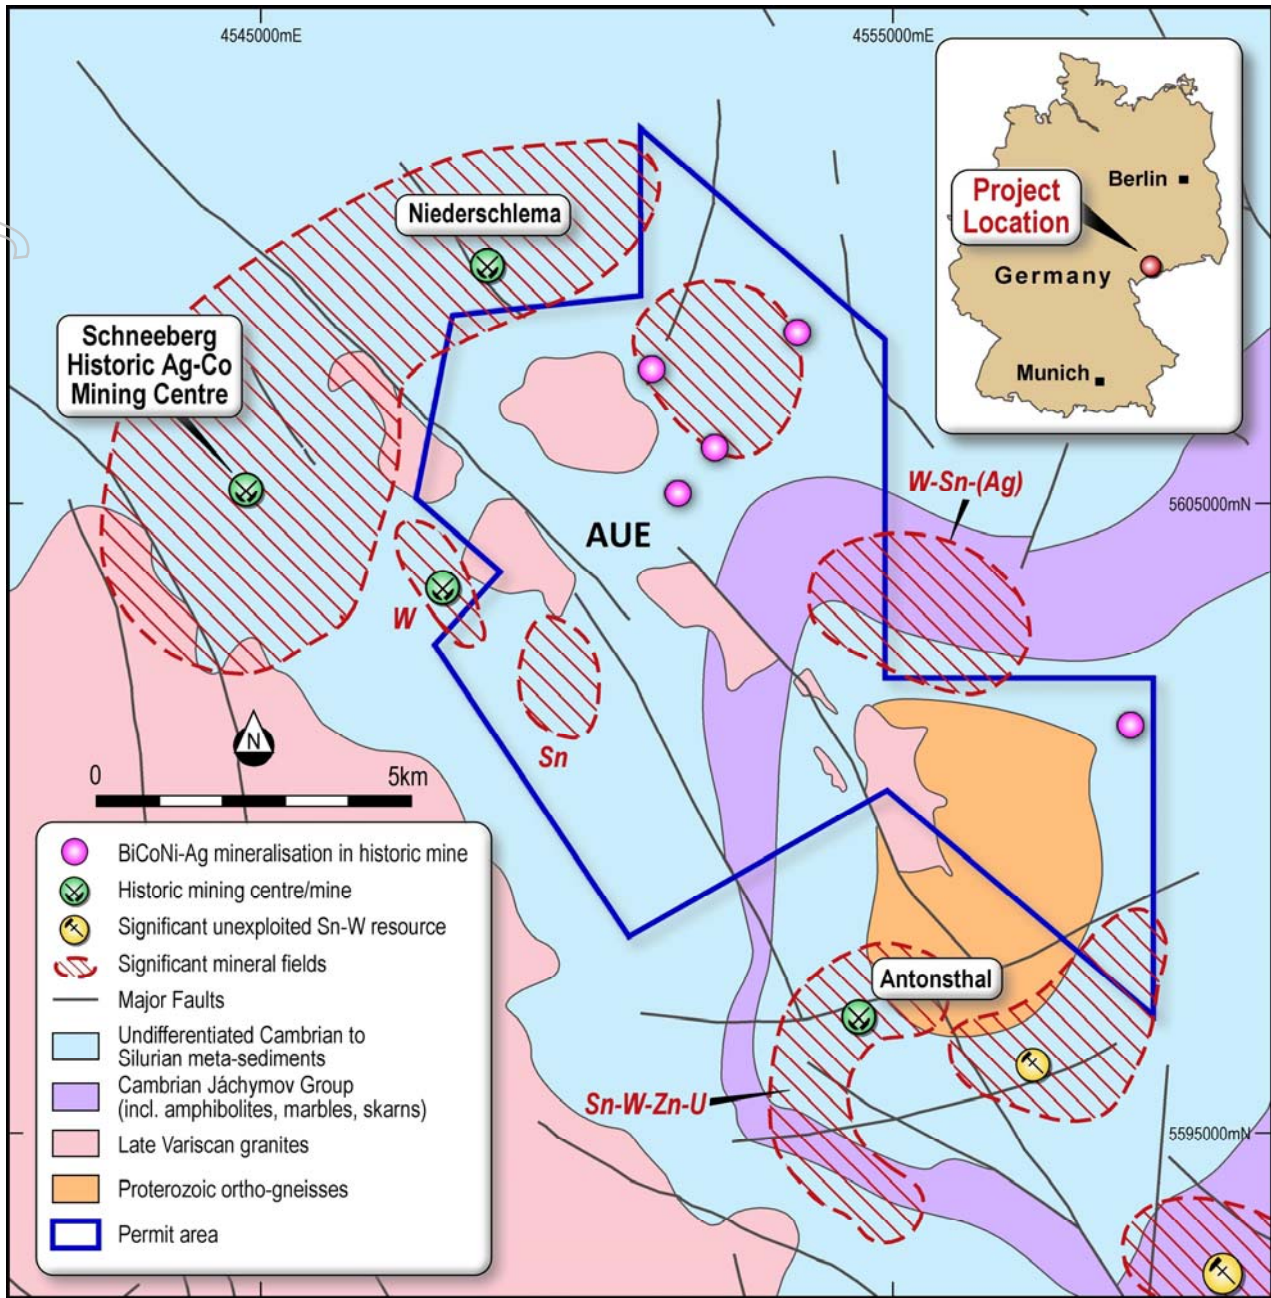 4545000mE
4555000mE
Berlin
Project
Location
Germany
Munich
Niederschlema
Schneeberg
Historic Ag-Co
Mining Centre
W-Sn-(Ag)
5605000mN
AUE
W
Sn
N
0
5km
BiCoNi-Ag mineralisation in historic mine
Historic mining centre/mine
Significant unexploited Sn-W resource
Significant mineral fields
Major Faults
Undifferentiated Cambrian to
Silurian meta-sediments
Cambrian Jáchymov Group
(incl. amphibolites, marbles, skarns)
Late Variscan granites
Proterozoic ortho-gneisses
Permit area
Antonsthal
Sn-W-Zn-U
5595000mN